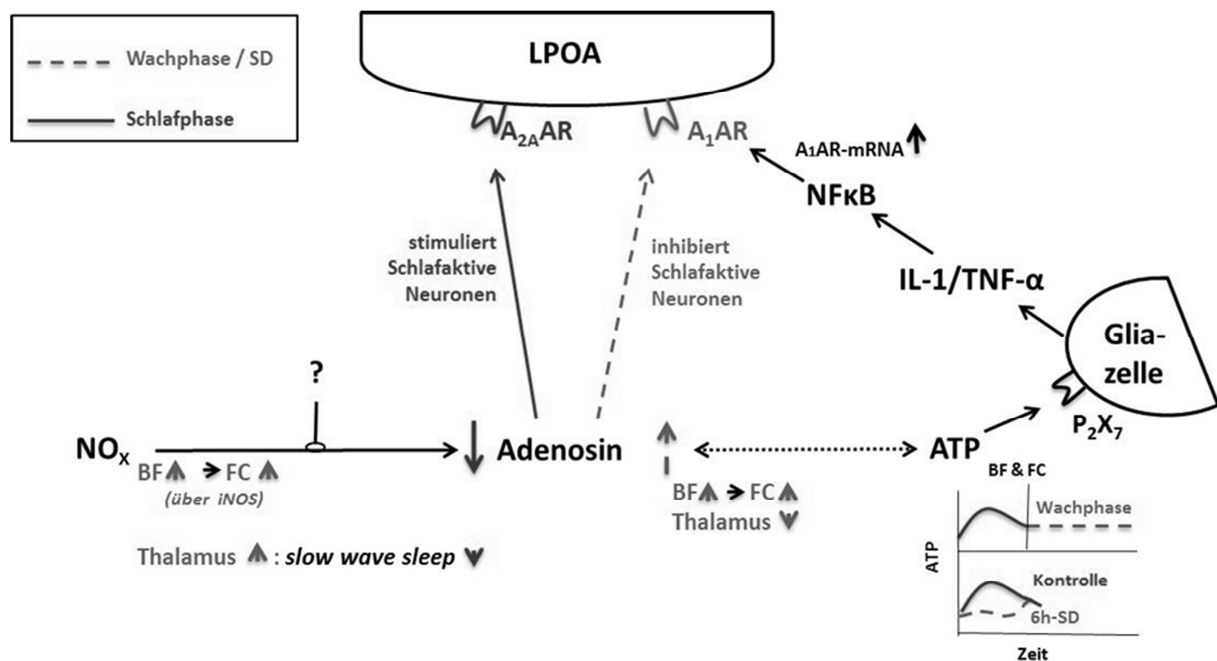 Wachphase / SD
Schlafphase
LPOA
A2AAR
A1AR
A1AR-mRNA
NFκB
IL-1/TNF-α
Glia-
zelle
P2X7
stimuliert
Schlafaktive
Neuronen
inhibiert
Schlafaktive
Neuronen
?
NOX
Adenosin
ATP
BF FC
(über iNOS)
BF FC
Thalamus
Thalamus : slow wave sleep
BF & FC
Wachphase
Kontrolle
6h-SD
ATP
Zeit